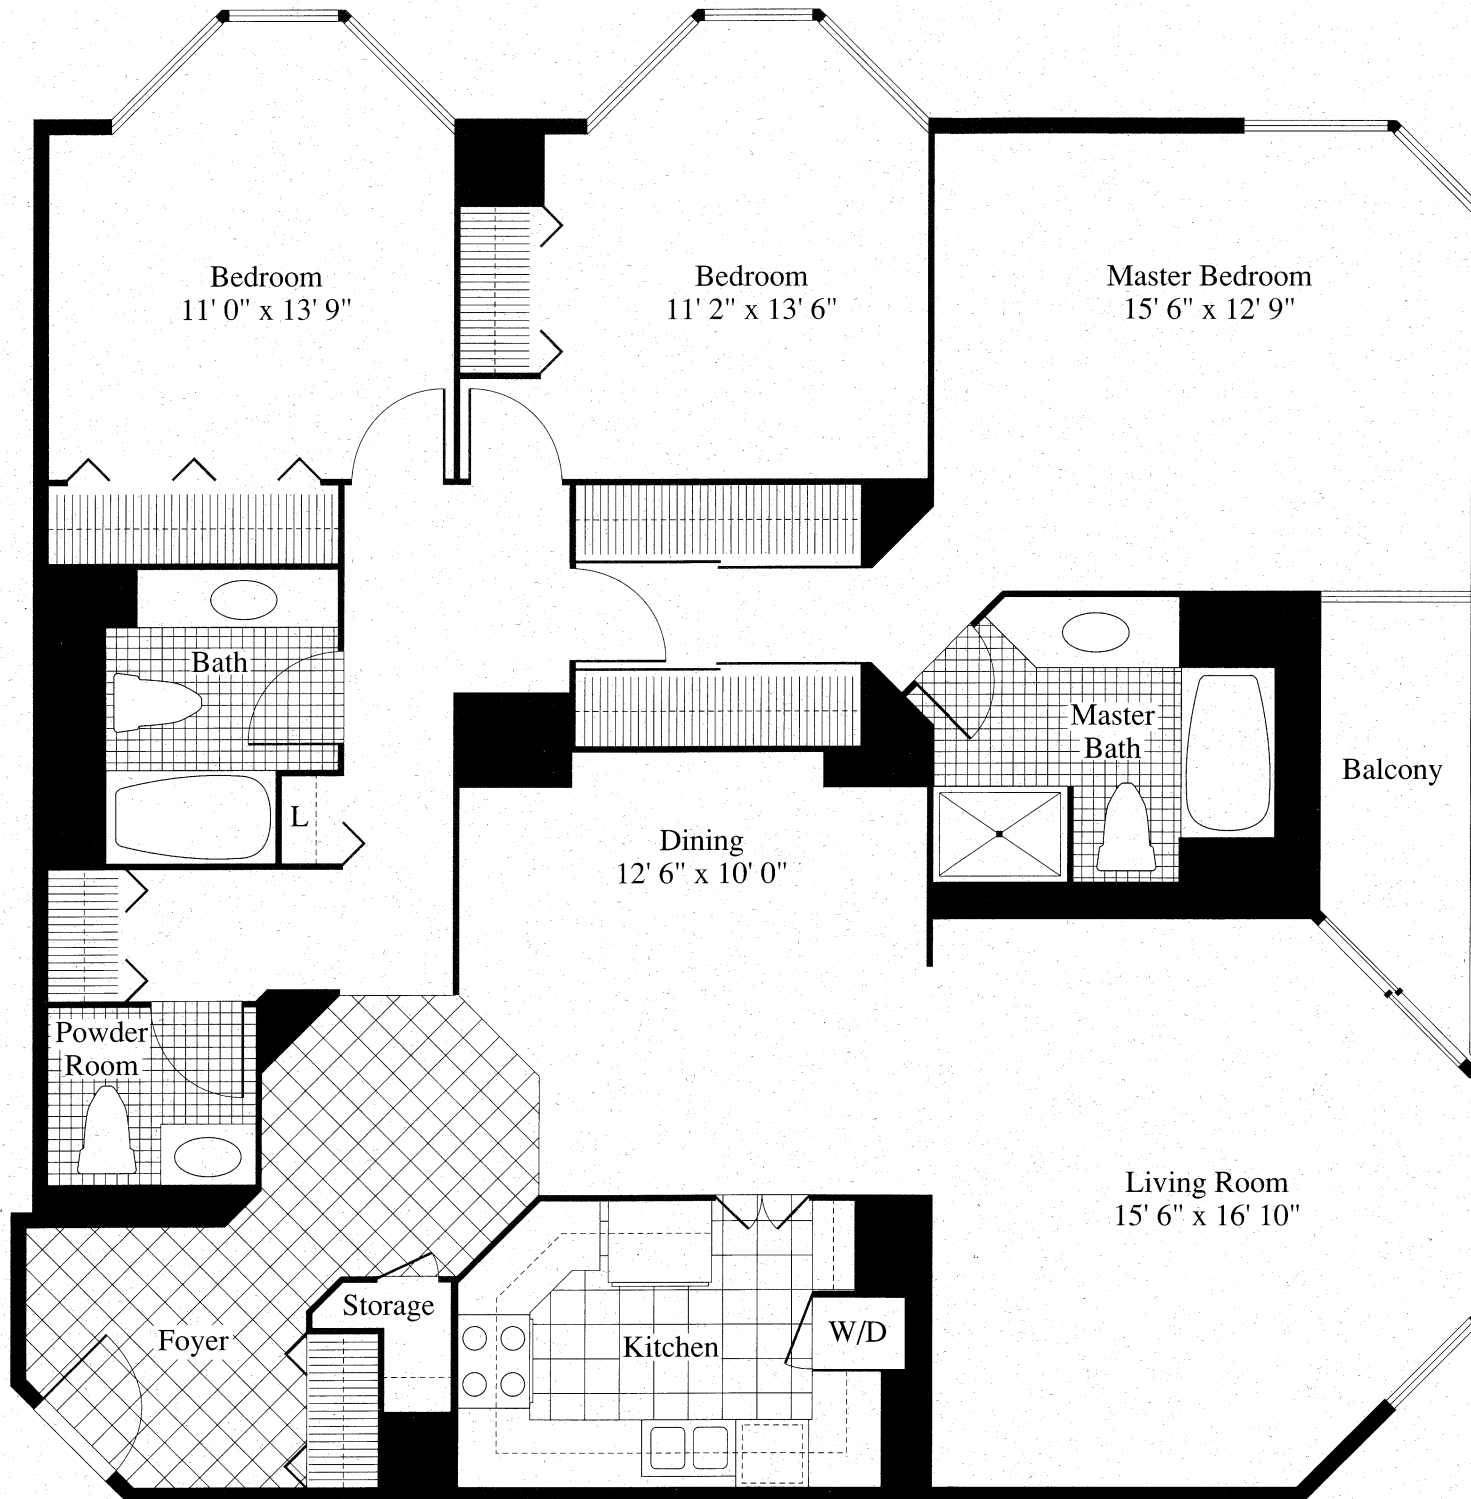 Bedroom
11' 0" x 13' 9"
Bedroom
11' 2" x 13' 6"
Master Bedroom
15' 6" x 12' 9"
Bath
Master
Bath
Balcony
L
Dining
12' 6" x 10' 0"
Powder
Room
Living Room
15' 6" x 16' 10"
Storage
Foyer
Kitchen
W/D